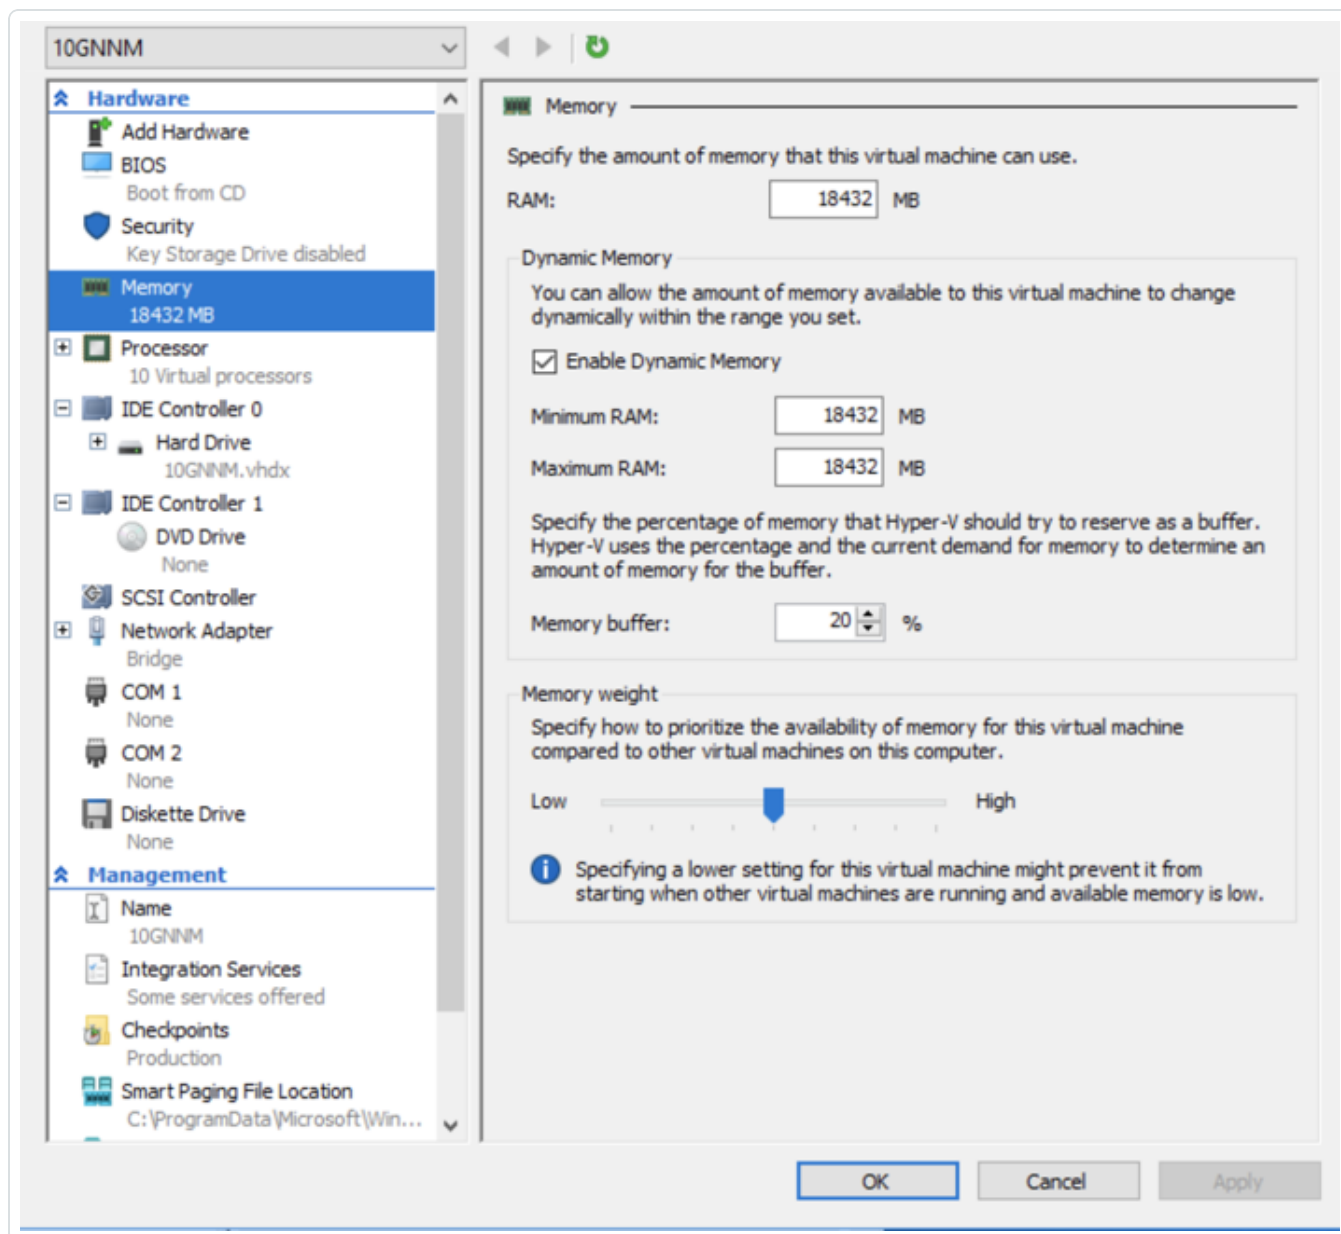 10GNNM
Hardware
Add Hardware
BIOS
Boot from CD
Security
Key Storage Drive disabled
Memory
18432 MB
Processor
10 Virtual processors
IDE Controller 0
Hard Drive
10GNNM.vhdx
IDE Controller 1
DVD Drive
None
SCSI Controller
Network Adapter
Bridge
COM 1
None
COM 2
None
Diskette Drive
None
Management
Name
10GNNM
Integration Services
Some services offered
Checkpoints
Production
Smart Paging File Location
C:\ProgramData\Microsoft\Win...
Memory
Specify the amount of memory that this virtual machine can use.
RAM: 18432 MB
Dynamic Memory
You can allow the amount of memory available to this virtual machine to change
dynamically within the range you set.
Enable Dynamic Memory
Minimum RAM: 18432 MB
Maximum RAM: 18432 MB
Specify the percentage of memory that Hyper-V should try to reserve as a buffer.
Hyper-V uses the percentage and the current demand for memory to determine an
amount of memory for the buffer.
Memory buffer: 20 %
Memory weight
Specify how to prioritize the availability of memory for this virtual machine
compared to other virtual machines on this computer.
Low High
Specifying a lower setting for this virtual machine might prevent it from
starting when other virtual machines are running and available memory is low.
OK Cancel Apply